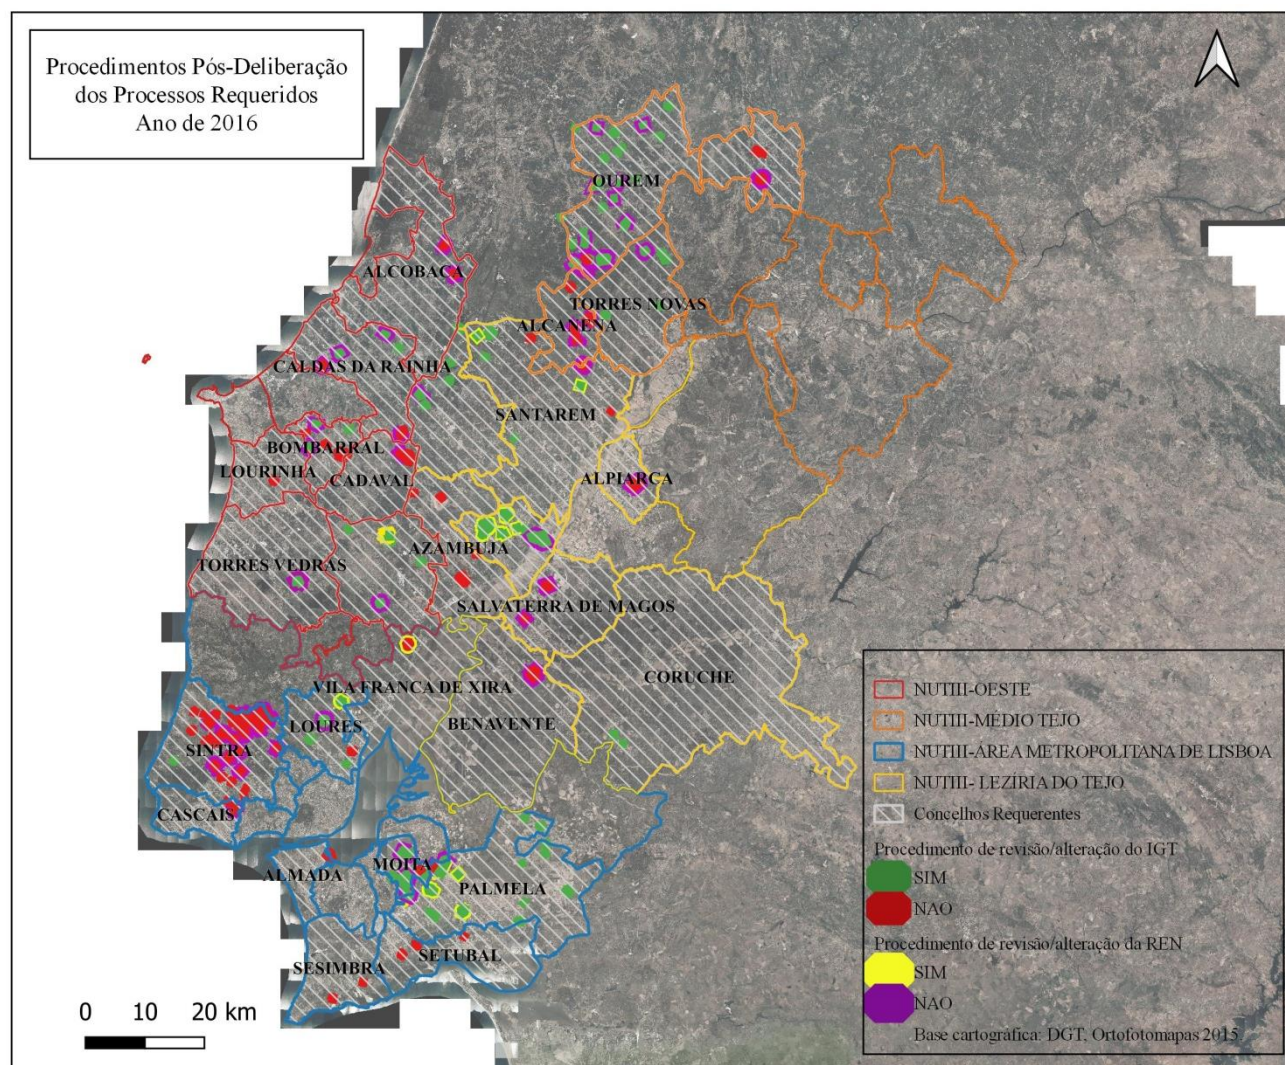 Procedimentos Pós-Deliberação
dos Processos Requeridos
Ano de 2016
OUREM
ALCOBAÇA
TORRES NOVAS
ALCANENA
CALDAS DA RAINHA
SANTAREM
BOMBARRAL
LOURINHA
CADAVAL
ALPIARÇA
AZAMBUJA
TORRES VEDRAS
SALVATERRA DE MAGOS
CORUCHE
VILA FRANCA DE XIRA
BENAVENTE
LOURES
SINTRA
CASCAIS
MOITA
ALMADA
PALMELA
SETUBAL
SESIMBRA
NUTIII-OESTE
NUTIII-MÉDIO TEJO
NUTIII-ÁREA METROPOLITANA DE LISBOA
NUTIII- LEZÍRIA DO TEJO
Concelhos Requerentes
Procedimento de revisão/alteração do IGT
SIM
NAO
Procedimento de revisão/alteração da REN
SIM
NAO
Base cartográfica: DGT, Ortofotomapas 2015.
0 10 20 km